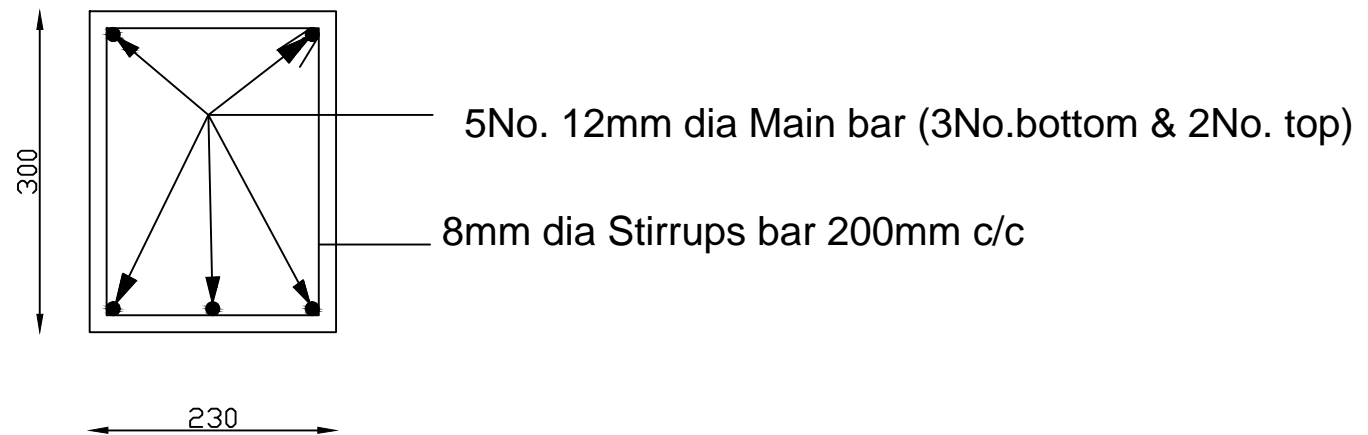 5No. 12mm dia Main bar (3No.bottom & 2No. top)
300
8mm dia Stirrups bar 200mm c/c
230